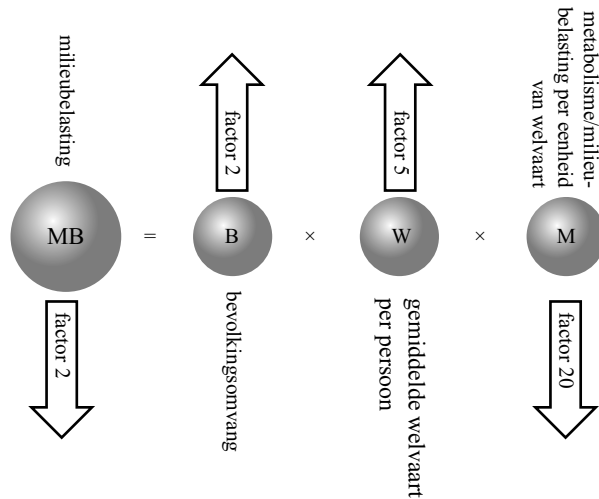 milieubelasting
metabolisme/milieu-
belasting per eenheid
van welvaart
factor 2
factor 5
MB
=
B
×
W
×
M
factor 2
bevolkingsomvang
gemiddelde welvaart
per persoon
factor 20